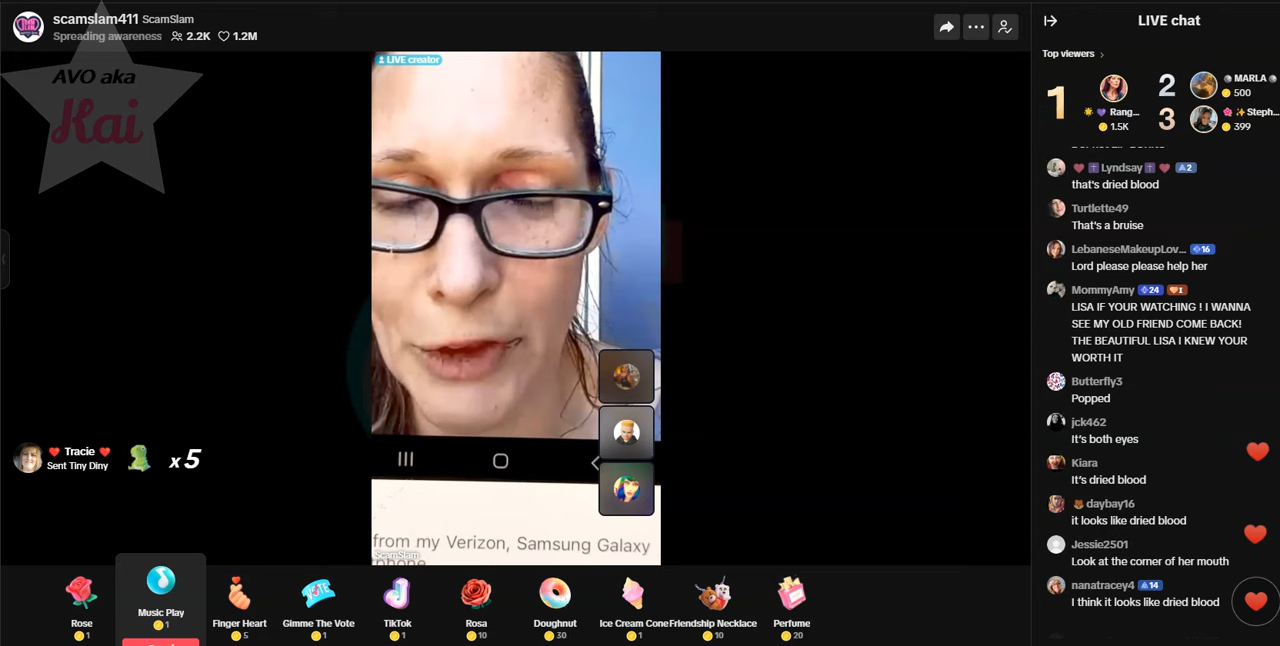 scamslam411 ScamSlam
Spreading awareness 2.2K 1.2M
AVO aka
Kai
LIVE creator
Tracie
Sent Tiny Diny
x 5
from my Verizon, Samsung Galaxy
phone
ScamSlam
Rose
1
Music Play
1
Finger Heart
5
Gimme The Vote
1
TikTok
1
Rosa
10
Doughnut
30
Ice Cream Cone
1
Friendship Necklace
10
Perfume
20
LIVE chat
Top viewers
1
Rang...
1.5K
2
MARLA
500
3
Steph...
399
Lyndsay 2
that's dried blood
Turtlette49
That's a bruise
LebaneseMakeupLov... 16
Lord please please help her
MommyAmy 24 1
LISA IF YOUR WATCHING ! I WANNA
SEE MY OLD FRIEND COME BACK!
THE BEAUTIFUL LISA I KNEW YOUR
WORTH IT
Butterfly3
Popped
jck462
It's both eyes
Kiara
It's dried blood
daybay16
it looks like dried blood
Jessie2501
Look at the corner of her mouth
nanatracey4 14
I think it looks like dried blood